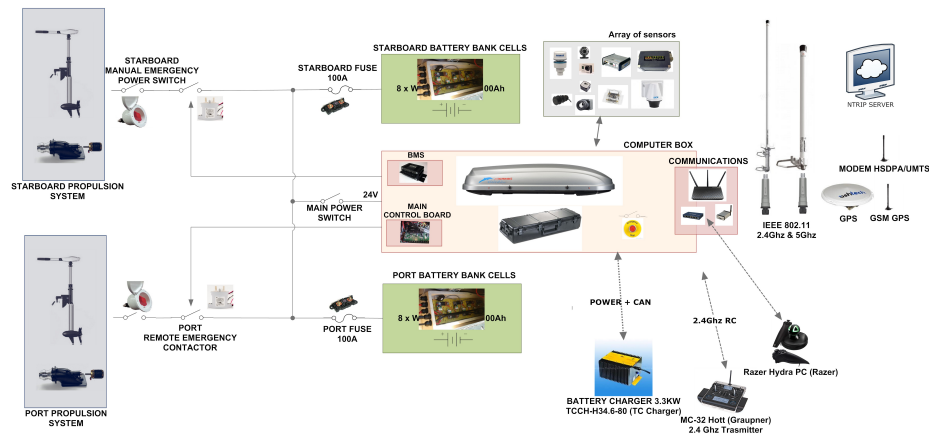 STARBOARD PROPULSION
SYSTEM
STARBOARD
MANUAL EMERGENCY
POWER SWITCH
STARBOARD FUSE
100A
STARBOARD BATTERY BANK CELLS
8 x W
00Ah
Array of sensors
NTRIP SERVER
COMPUTER BOX
BMS
24V
MAIN POWER
SWITCH
MAIN
CONTROL BOARD
COMMUNICATIONS
IEEE 802.11
2.4Ghz & 5Ghz
MODEM HSDPA/UMTS
GPS
GSM GPS
PORT PROPULSION
SYSTEM
PORT
REMOTE EMERGENCY
CONTACTOR
PORT FUSE
100A
PORT BATTERY BANK CELLS
8 x W
00Ah
POWER + CAN
2.4Ghz RC
BATTERY CHARGER 3.3KW
TCCH-H34.6-80 (TC Charger)
Razer Hydra PC (Razer)
MC-32 Hott (Graupner)
2.4 Ghz Trasmitter